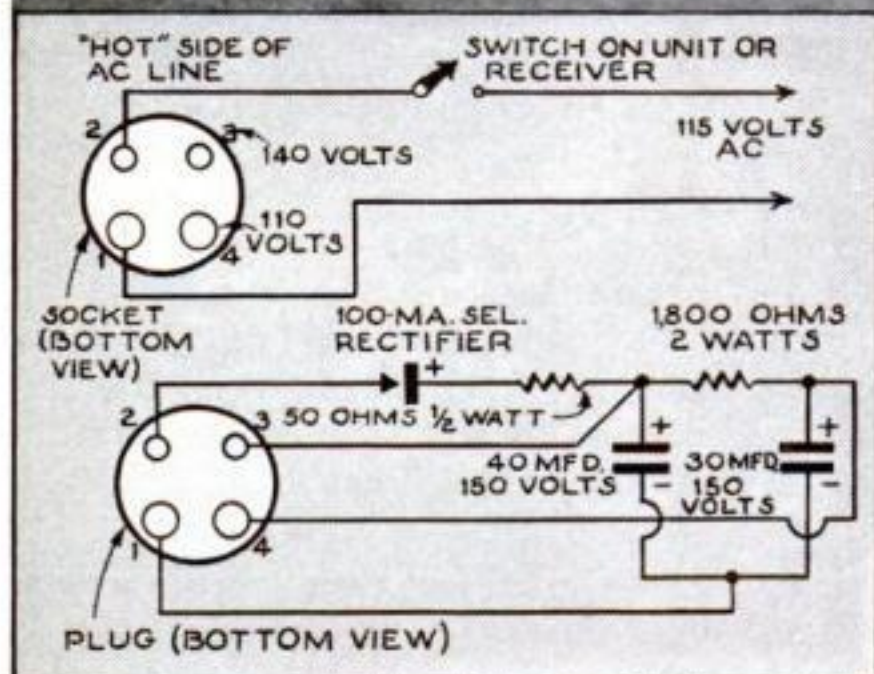 "HOT" SIDE OF
AC LINE
SWITCH ON UNIT OR
RECEIVER
2
3
140 VOLTS
115 VOLTS
AC
110
VOLTS
1
4
SOCKET
(BOTTOM
VIEW)
100-MA. SEL.
RECTIFIER
1,800 OHMS
2 WATTS
+
2
3
50 OHMS ½ WATT
+
+
40 MFD.
150 VOLTS
-
30 MFD.
150
VOLTS
-
1
4
PLUG (BOTTOM VIEW)